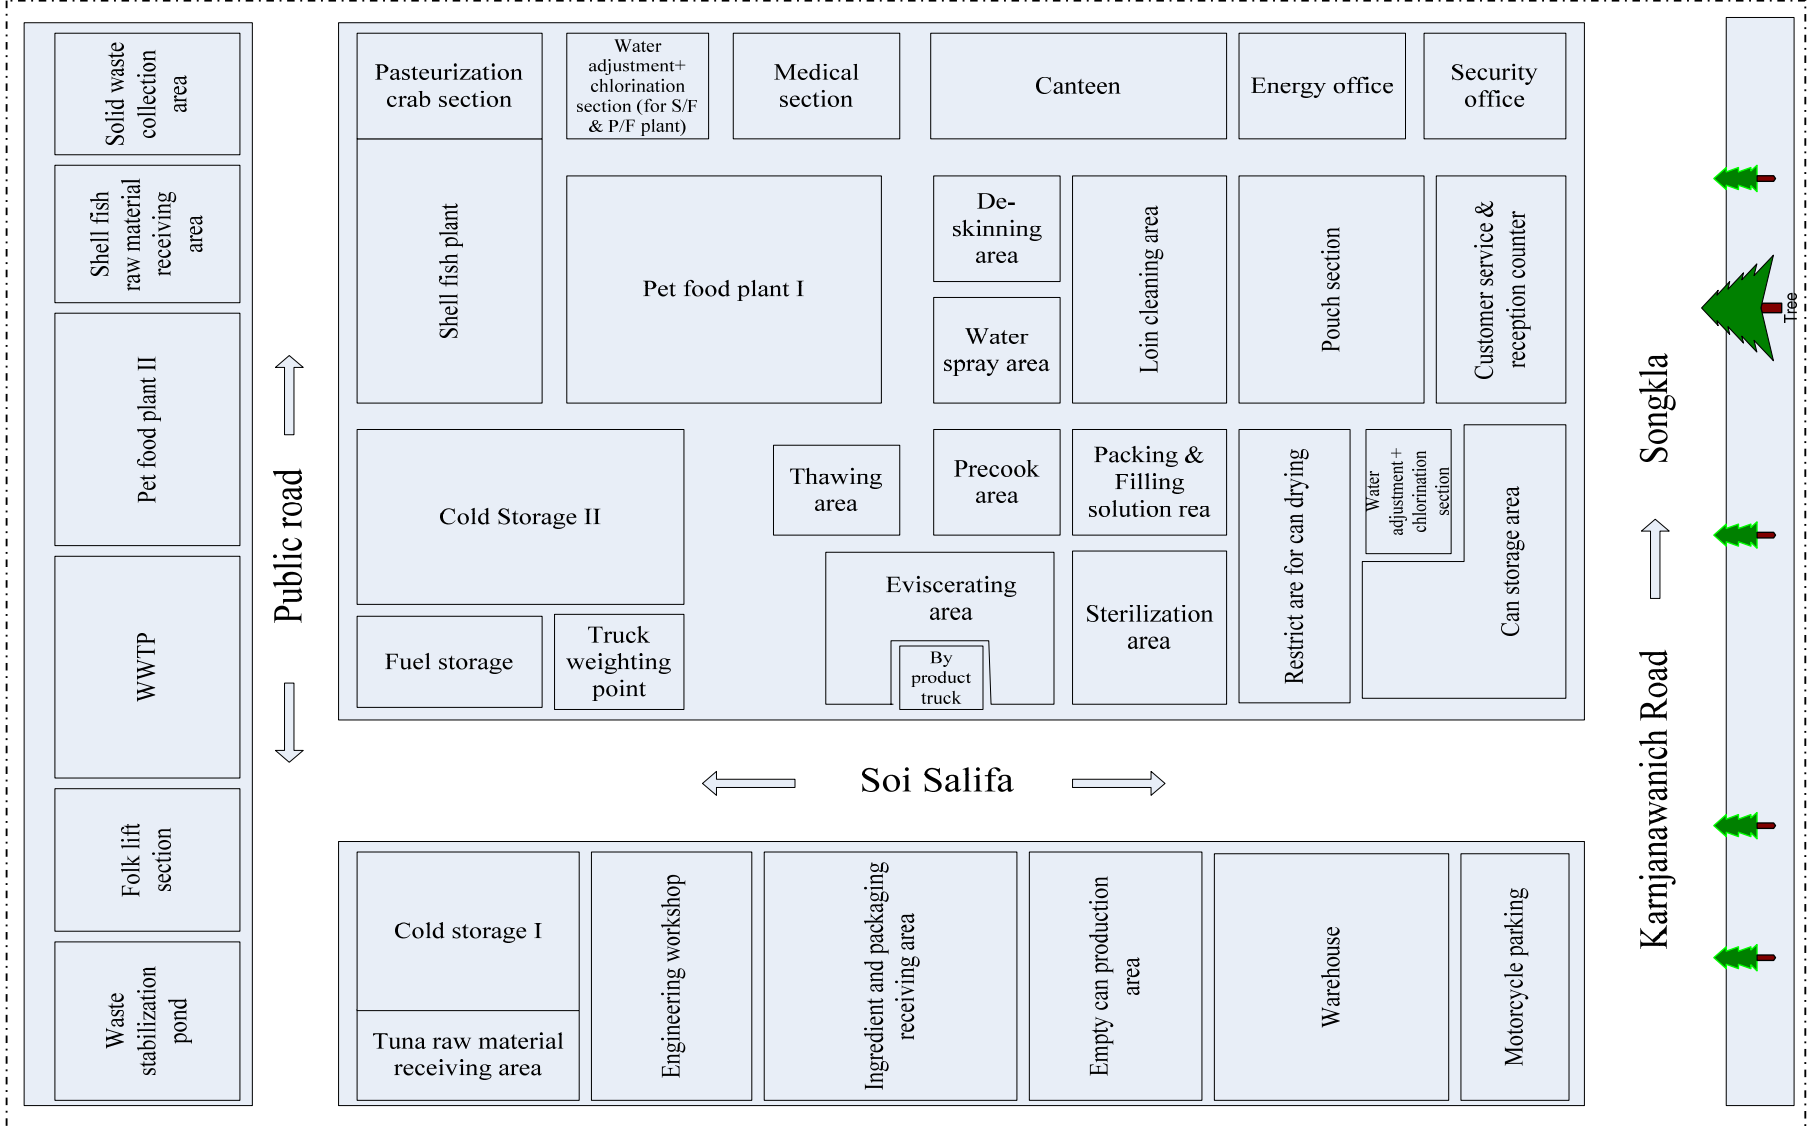 Solid waste
collection
area
Shell fish
raw material
receiving
area
Pet food plant II
WWTP
Folk lift
section
Waste
stabilization
pond
Public road
Pasteurization
crab section
Water
adjustment+
chlorination
section (for S/F
& P/F plant)
Medical
section
Canteen
Energy office
Security
office
Shell fish plant
Pet food plant I
De-
skinning
area
Water
spray area
Loin cleaning area
Pouch section
Customer service &
reception counter
Cold Storage II
Thawing
area
Precook
area
Packing &
Filling
solution rea
Restrict are for can drying
Water
adjustment+
chlorination
section
Can storage area
Fuel storage
Truck
weighting
point
Eviscerating
area
By
product
truck
Sterilization
area
Soi Salifa
Cold storage I
Tuna raw material
receiving area
Engineering workshop
Ingredient and packaging
receiving area
Empty can production
area
Warehouse
Motorcycle parking
Karnjanawanich Road
Songkla
Tree